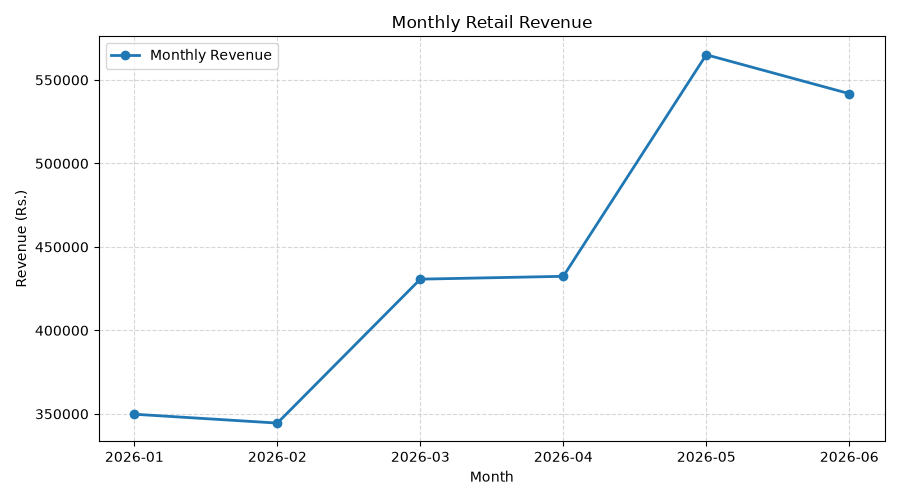 Monthly Retail Revenue
Monthly Revenue
550000
500000
450000
400000
350000
Revenue (Rs.)
2026-01 2026-02 2026-03 2026-04 2026-05 2026-06
Month